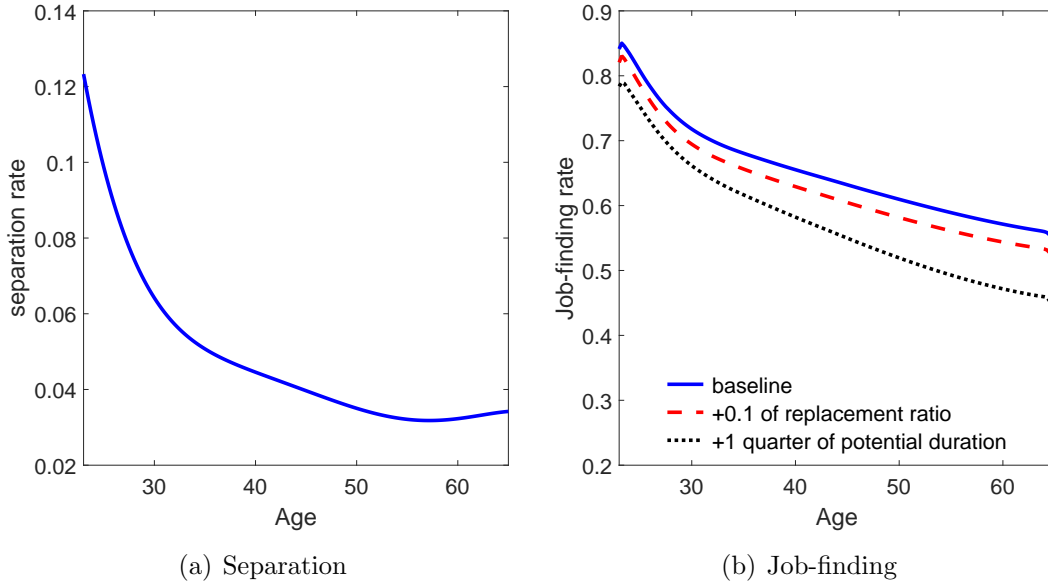 0.14
0.12
0.1
0.08
0.06
0.04
0.02
separation rate
30
40
50
60
Age
(a) Separation
0.9
0.8
0.7
0.6
0.5
0.4
0.3
0.2
Job-finding rate
baseline
+0.1 of replacement ratio
+1 quarter of potential duration
30
40
50
60
Age
(b) Job-finding